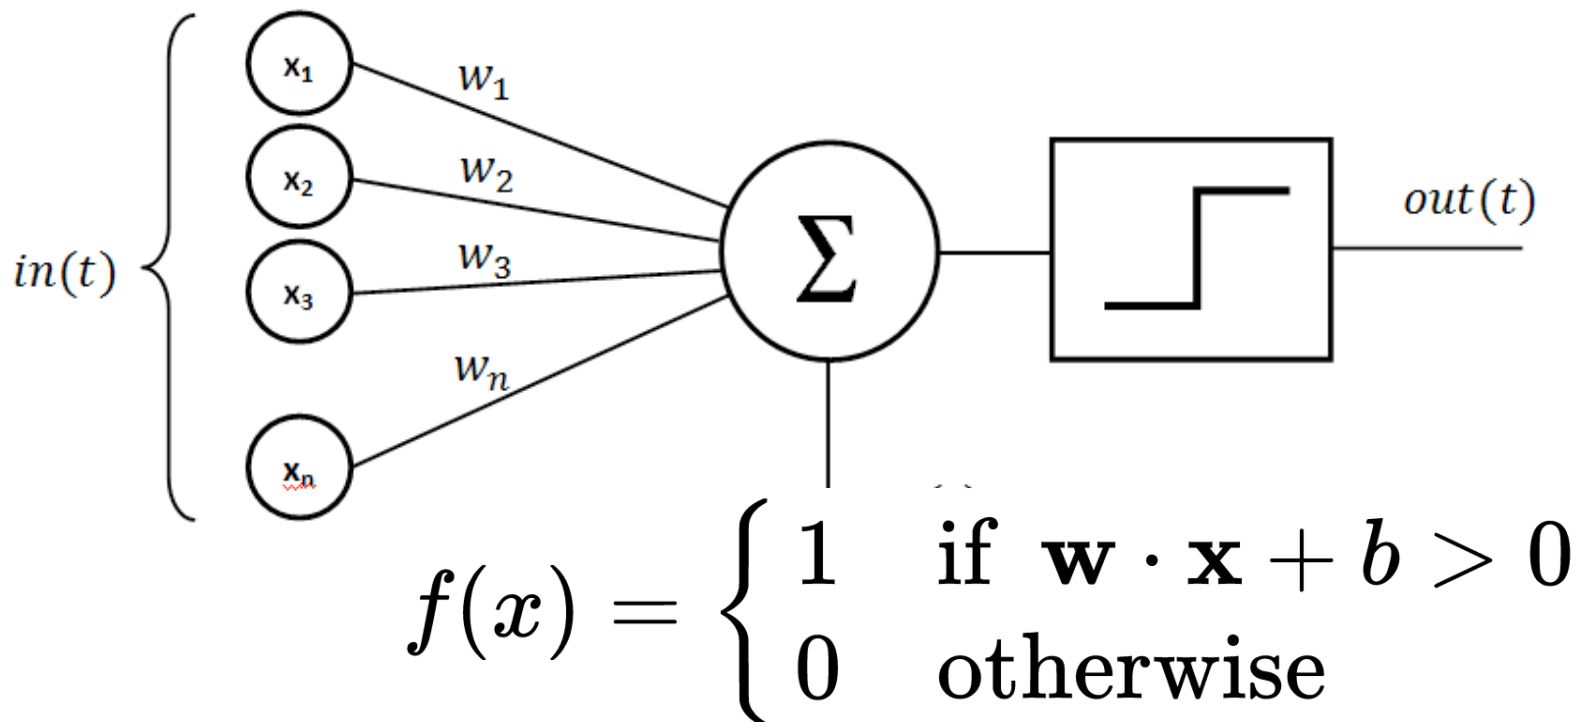 x₁
w₁
x₂
w₂
x₃
w₃
in(t)
xₙ
wₙ
Σ
out(t)
f(x) = { 1 if w · x + b > 0
0 otherwise